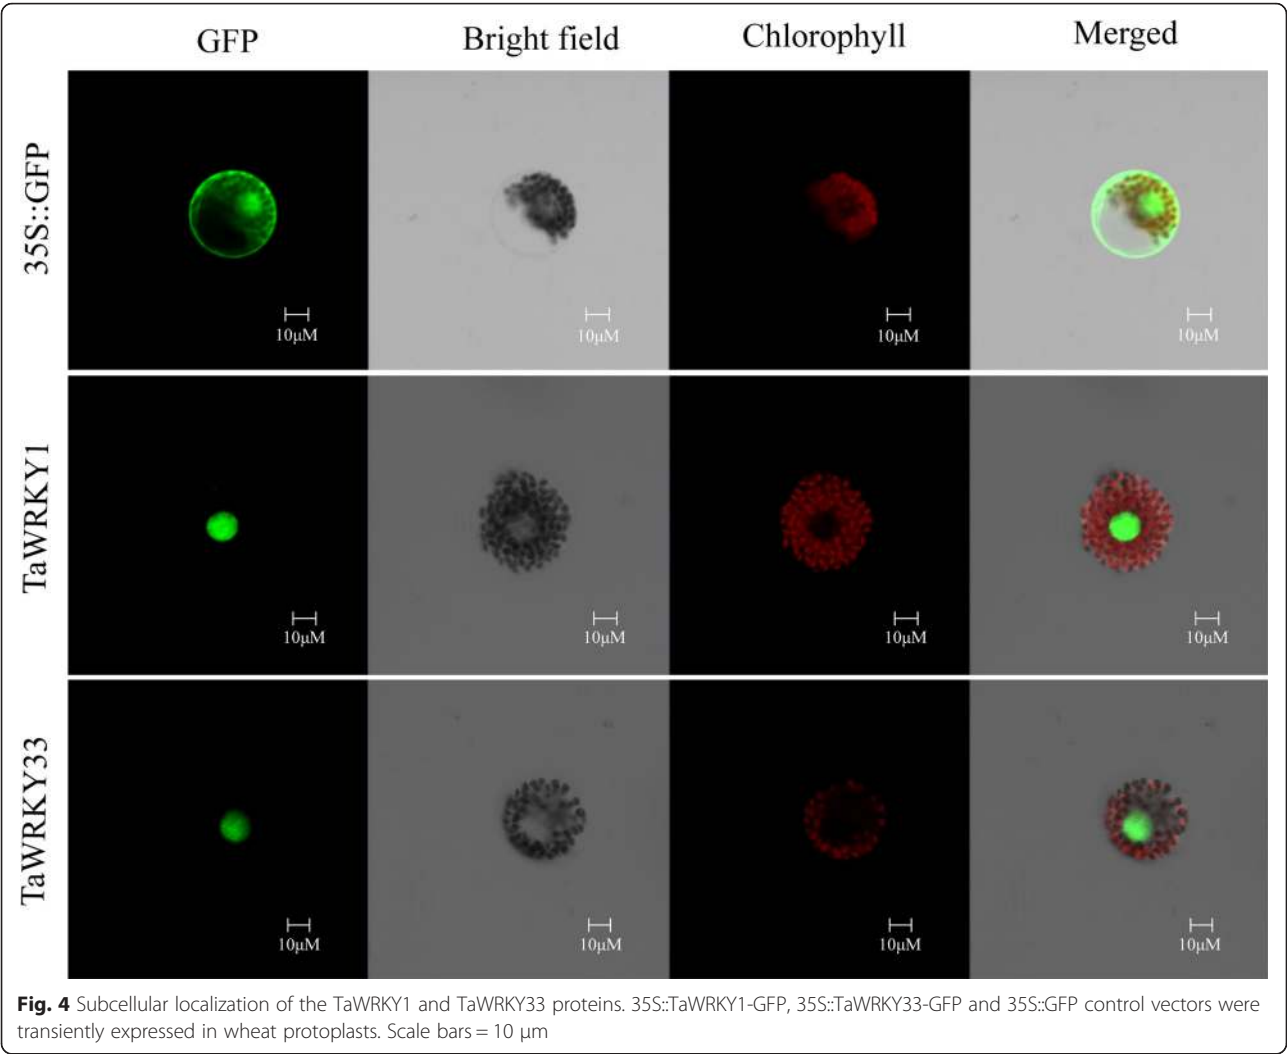 GFP Bright field Chlorophyll Merged
35S::GFP
10μM 10μM 10μM 10μM
TaWRKY1
10μM 10μM 10μM 10μM
TaWRKY33
10μM 10μM 10μM 10μM
Fig. 4 Subcellular localization of the TaWRKY1 and TaWRKY33 proteins. 35S::TaWRKY1-GFP, 35S::TaWRKY33-GFP and 35S::GFP control vectors were
transiently expressed in wheat protoplasts. Scale bars = 10 μm